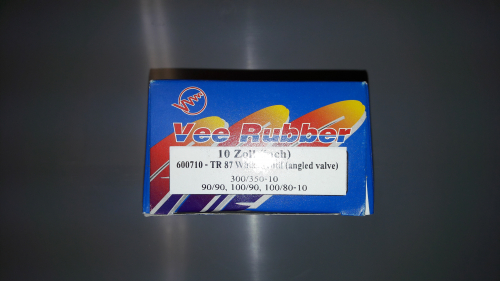 Vee Rubber
10 Zoll (Inch)
600710 - TR 87 (angled valve)
300/350-10
90/90, 100/90, 100/80-10